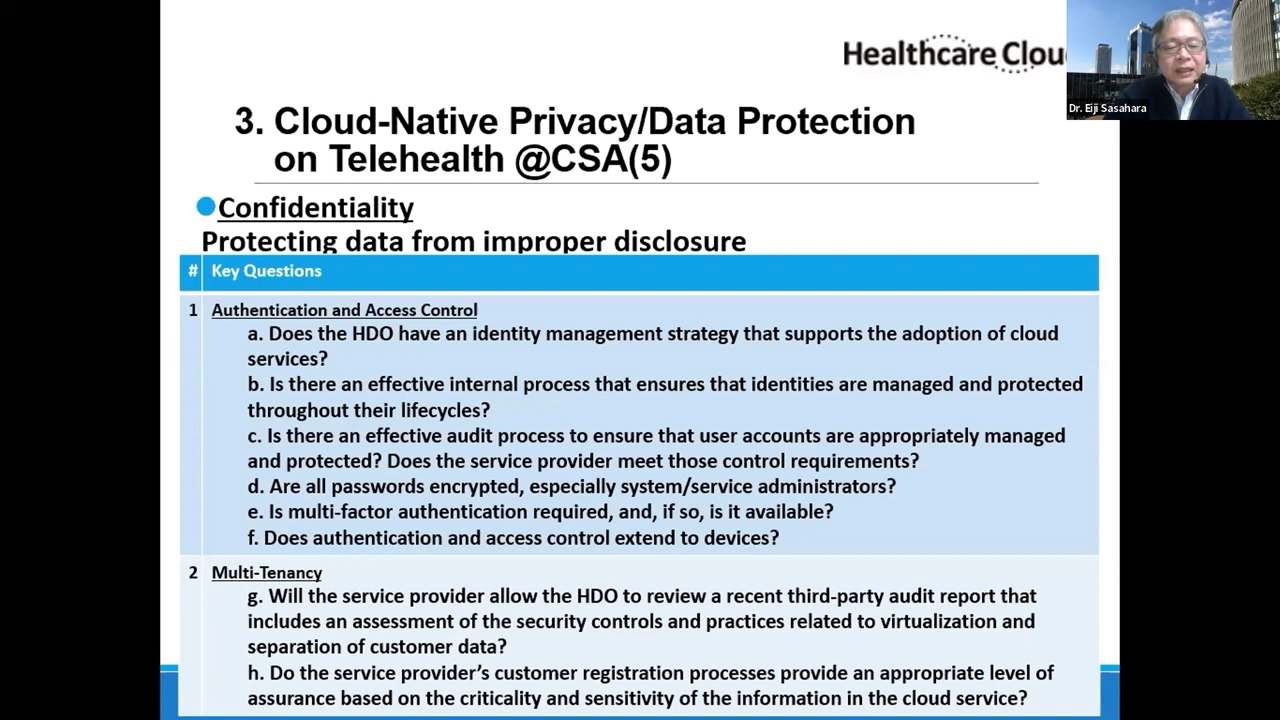 Healthcare Clou
Dr. Eiji Sasahara
3. Cloud-Native Privacy/Data Protection
on Telehealth @CSA(5)
Confidentiality
Protecting data from improper disclosure
# Key Questions
1 Authentication and Access Control
a. Does the HDO have an identity management strategy that supports the adoption of cloud
services?
b. Is there an effective internal process that ensures that identities are managed and protected
throughout their lifecycles?
c. Is there an effective audit process to ensure that user accounts are appropriately managed
and protected? Does the service provider meet those control requirements?
d. Are all passwords encrypted, especially system/service administrators?
e. Is multi-factor authentication required, and, if so, is it available?
f. Does authentication and access control extend to devices?
2 Multi-Tenancy
g. Will the service provider allow the HDO to review a recent third-party audit report that
includes an assessment of the security controls and practices related to virtualization and
separation of customer data?
h. Do the service provider's customer registration processes provide an appropriate level of
assurance based on the criticality and sensitivity of the information in the cloud service?